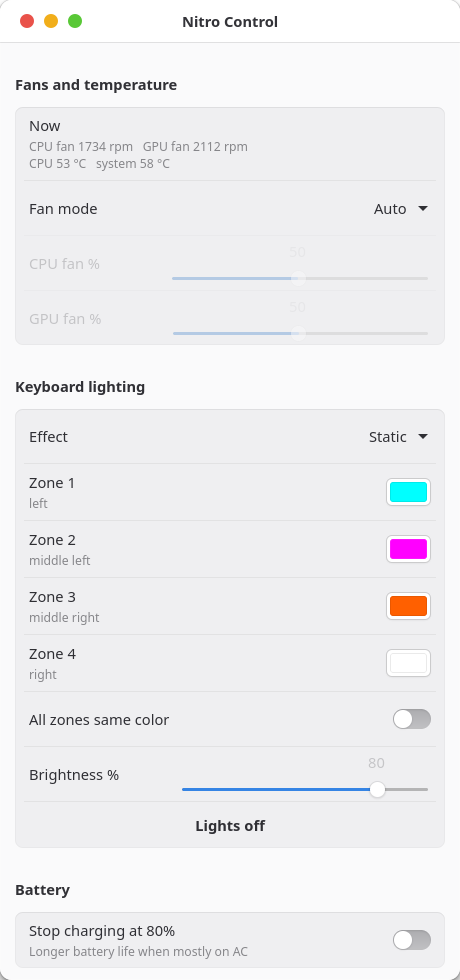 Nitro Control
Fans and temperature
Now
CPU fan 1734 rpm   GPU fan 2112 rpm
CPU 53 °C   system 58 °C
Fan mode
Auto
50
CPU fan %
50
GPU fan %
Keyboard lighting
Effect
Static
Zone 1
left
Zone 2
middle left
Zone 3
middle right
Zone 4
right
All zones same color
80
Brightness %
Lights off
Battery
Stop charging at 80%
Longer battery life when mostly on AC